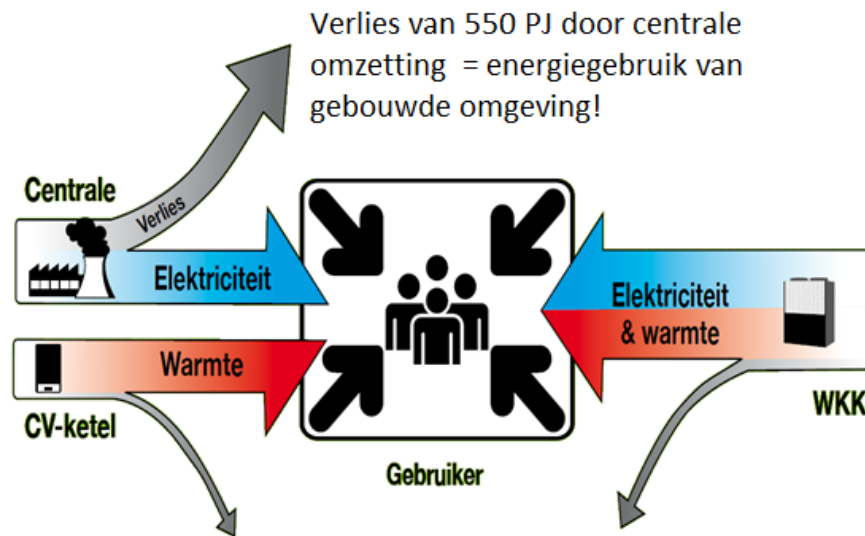 Verlies van 550 PJ door centrale
omzetting = energiegebruik van
gebouwde omgeving!
Centrale
Verlies
Elektriciteit
Warmte
CV-ketel
Elektriciteit
& warmte
WKK
Gebruiker